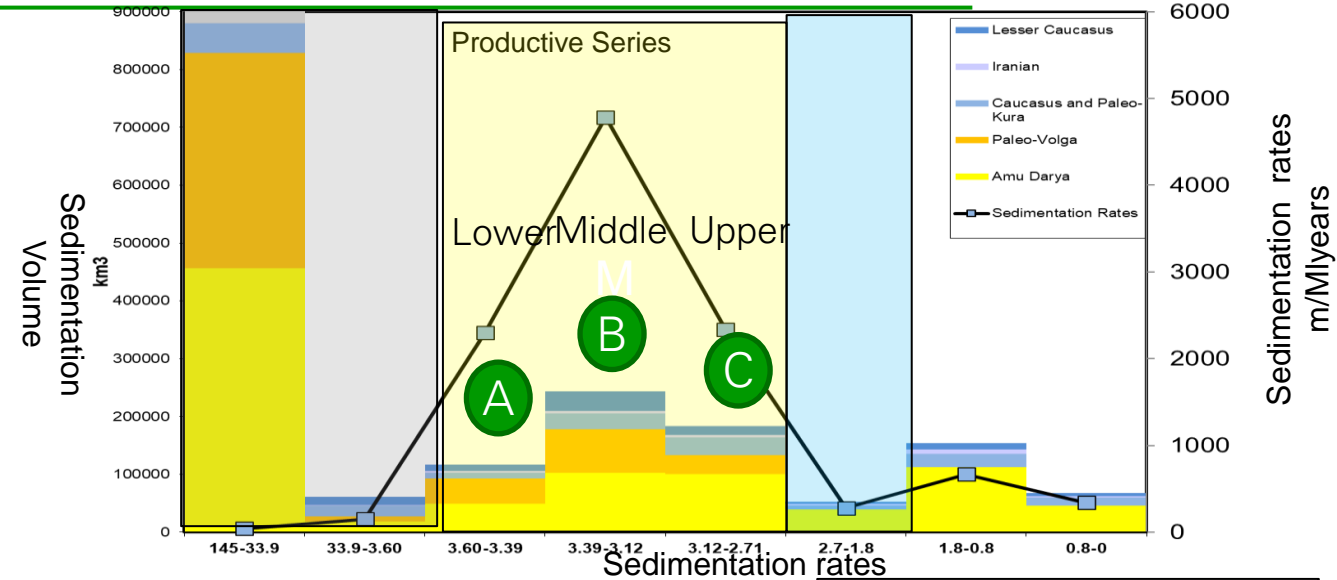 900000
800000
700000
600000
500000
400000
300000
200000
100000
0
Sedimentation
Volume
km3
Productive Series
Lower
Middle
Upper
M
A
B
C
Lesser Caucasus
Iranian
Caucasus and Paleo-
Kura
Paleo-Volga
Amu Darya
Sedimentation Rates
6000
5000
4000
3000
2000
1000
0
Sedimentation rates
m/Mlyears
145-33.9
33.9-3.60
3.60-3.39
3.39-3.12
3.12-2.71
2.7-1.8
1.8-0.8
0.8-0
Sedimentation rates